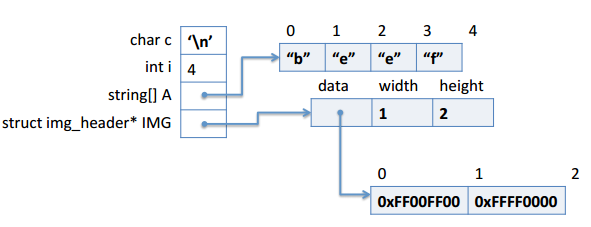 0 1 2 3 4
char c '\n'
“b” “e” “e” “f”
int i 4
string[] A
data width height
struct img_header* IMG
1 2
0 1 2
0xFF00FF00 0xFFFF0000